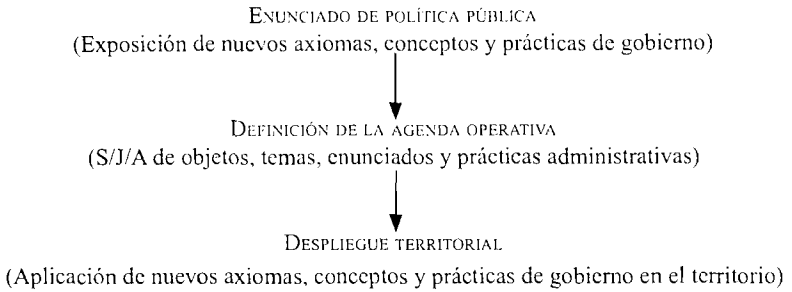 ENUNCIADO DE POLÍTICA PÚBLICA
(Exposición de nuevos axiomas, conceptos y prácticas de gobierno)
DEFINICIÓN DE LA AGENDA OPERATIVA
(S/J/A de objetos, temas, enunciados y prácticas administrativas)
DESPLIEGUE TERRITORIAL
(Aplicación de nuevos axiomas, conceptos y prácticas de gobierno en el territorio)